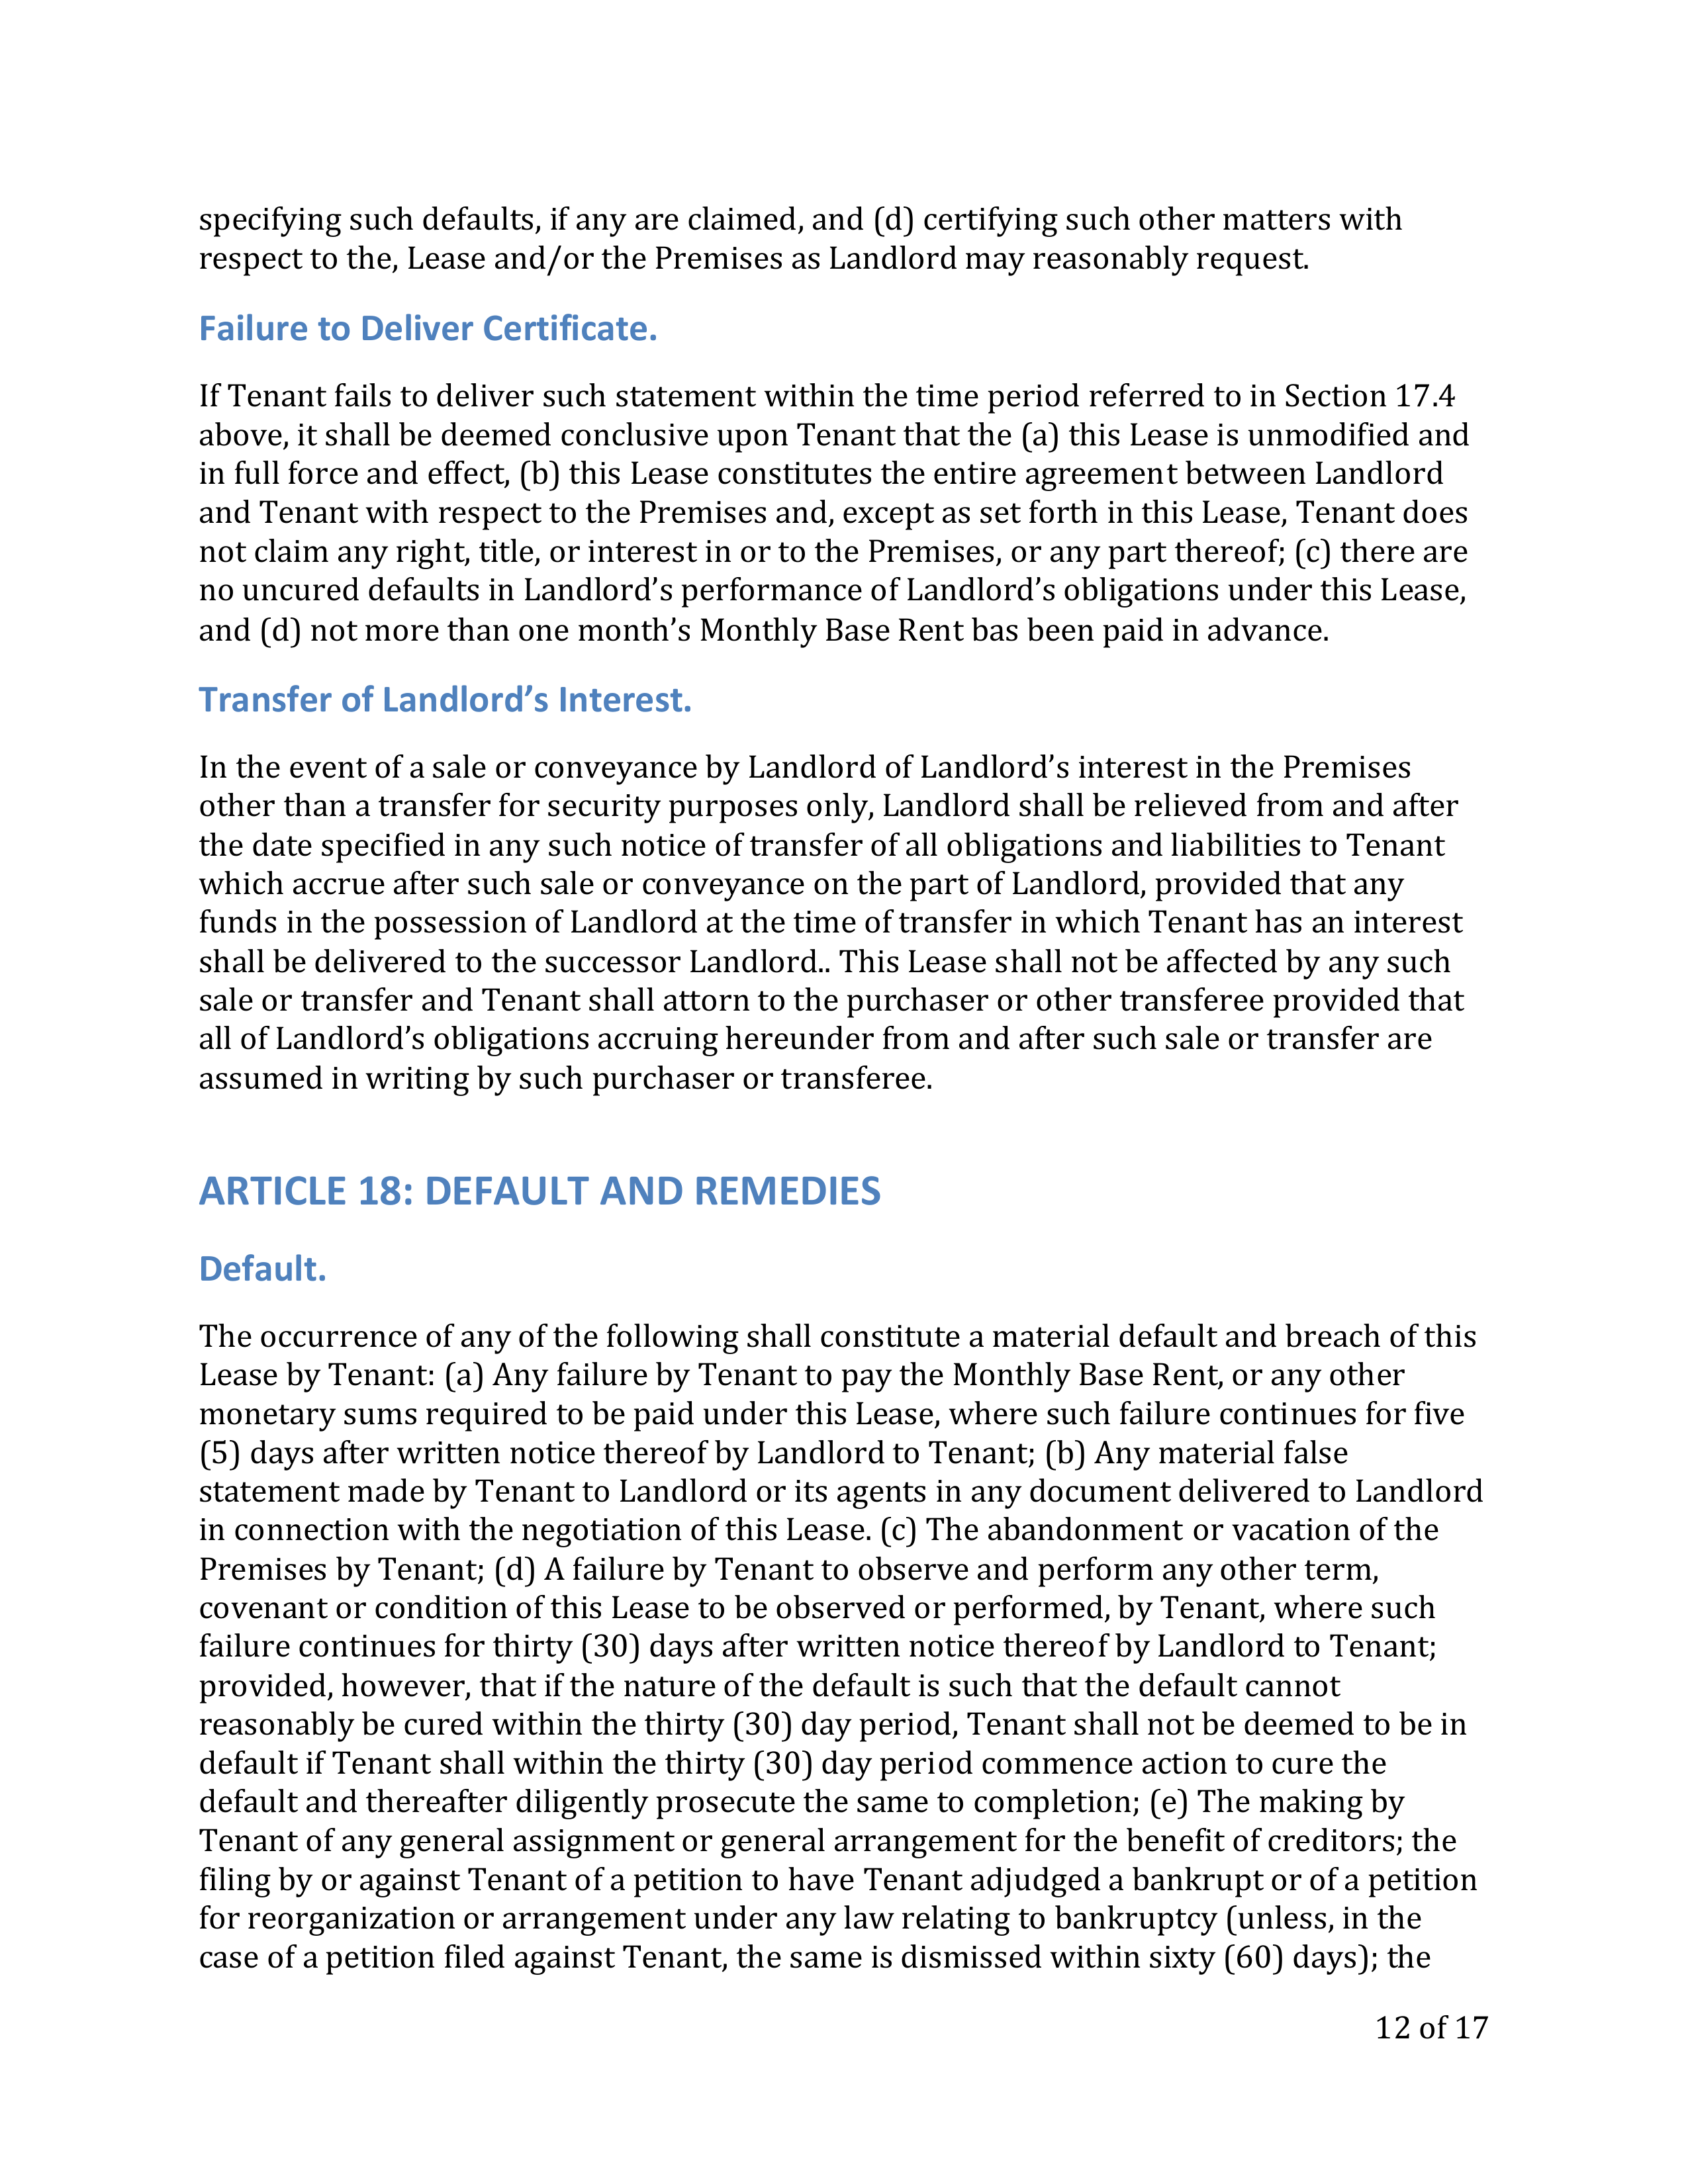 specifying such defaults, if any are claimed, and (d) certifying such other matters with
respect to the, Lease and/or the Premises as Landlord may reasonably request.
Failure to Deliver Certificate.
If Tenant fails to deliver such statement within the time period referred to in Section 17.4
above, it shall be deemed conclusive upon Tenant that the (a) this Lease is unmodified and
in full force and effect, (b) this Lease constitutes the entire agreement between Landlord
and Tenant with respect to the Premises and, except as set forth in this Lease, Tenant does
not claim any right, title, or interest in or to the Premises, or any part thereof; (c) there are
no uncured defaults in Landlord’s performance of Landlord’s obligations under this Lease,
and (d) not more than one month’s Monthly Base Rent bas been paid in advance.
Transfer of Landlord’s Interest.
In the event of a sale or conveyance by Landlord of Landlord’s interest in the Premises
other than a transfer for security purposes only, Landlord shall be relieved from and after
the date specified in any such notice of transfer of all obligations and liabilities to Tenant
which accrue after such sale or conveyance on the part of Landlord, provided that any
funds in the possession of Landlord at the time of transfer in which Tenant has an interest
shall be delivered to the successor Landlord.. This Lease shall not be affected by any such
sale or transfer and Tenant shall attorn to the purchaser or other transferee provided that
all of Landlord’s obligations accruing hereunder from and after such sale or transfer are
assumed in writing by such purchaser or transferee.
ARTICLE 18: DEFAULT AND REMEDIES
Default.
The occurrence of any of the following shall constitute a material default and breach of this
Lease by Tenant: (a) Any failure by Tenant to pay the Monthly Base Rent, or any other
monetary sums required to be paid under this Lease, where such failure continues for five
(5) days after written notice thereof by Landlord to Tenant; (b) Any material false
statement made by Tenant to Landlord or its agents in any document delivered to Landlord
in connection with the negotiation of this Lease. (c) The abandonment or vacation of the
Premises by Tenant; (d) A failure by Tenant to observe and perform any other term,
covenant or condition of this Lease to be observed or performed, by Tenant, where such
failure continues for thirty (30) days after written notice thereof by Landlord to Tenant;
provided, however, that if the nature of the default is such that the default cannot
reasonably be cured within the thirty (30) day period, Tenant shall not be deemed to be in
default if Tenant shall within the thirty (30) day period commence action to cure the
default and thereafter diligently prosecute the same to completion; (e) The making by
Tenant of any general assignment or general arrangement for the benefit of creditors; the
filing by or against Tenant of a petition to have Tenant adjudged a bankrupt or of a petition
for reorganization or arrangement under any law relating to bankruptcy (unless, in the
case of a petition filed against Tenant, the same is dismissed within sixty (60) days); the
12 of 17